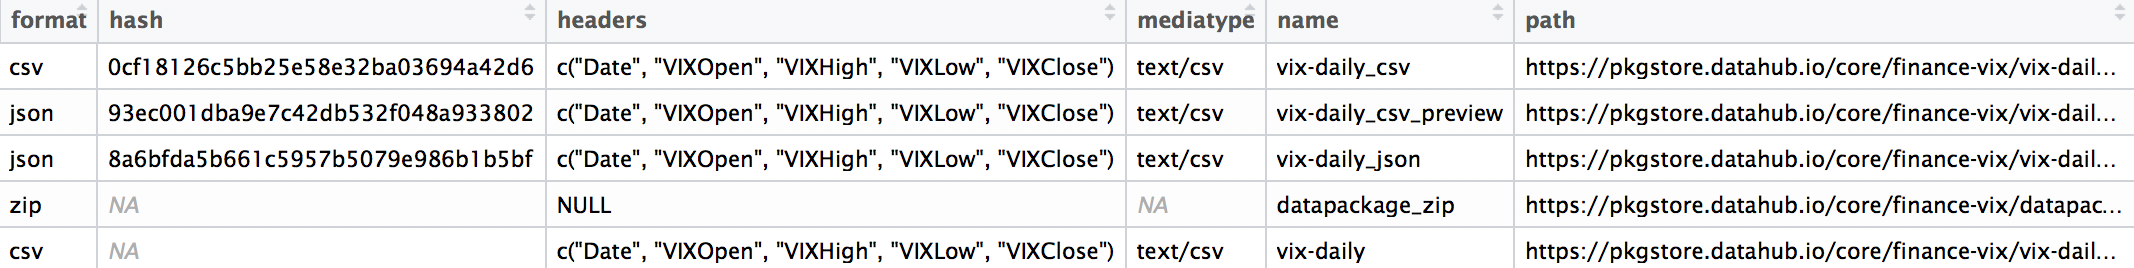 format hash headers mediatype name path
csv 0cf18126c5bb25e58e32ba03694a42d6 c("Date", "VIXOpen", "VIXHigh", "VIXLow", "VIXClose") text/csv vix-daily_csv https://pkgstore.datahub.io/core/finance-vix/vix-dail...
json 93ec001dba9e7c42db532f048a933802 c("Date", "VIXOpen", "VIXHigh", "VIXLow", "VIXClose") text/csv vix-daily_csv_preview https://pkgstore.datahub.io/core/finance-vix/vix-dail...
json 8a6bfda5b661c5957b5079e986b1b5bf c("Date", "VIXOpen", "VIXHigh", "VIXLow", "VIXClose") text/csv vix-daily_json https://pkgstore.datahub.io/core/finance-vix/vix-dail...
zip NA NULL NA datapackage_zip https://pkgstore.datahub.io/core/finance-vix/datapac...
csv NA c("Date", "VIXOpen", "VIXHigh", "VIXLow", "VIXClose") text/csv vix-daily https://pkgstore.datahub.io/core/finance-vix/vix-dail...